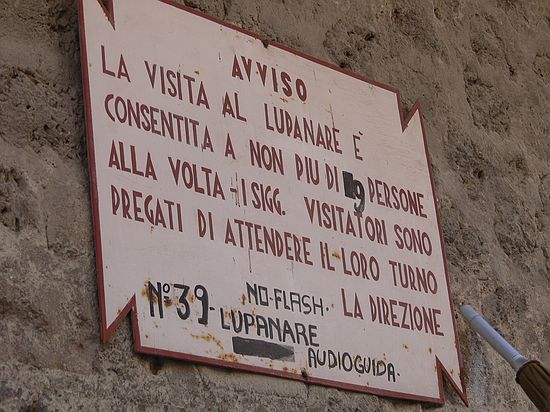 AVVISO
LA VISITA AL LUPANARE È
CONSENTITA A NON PIU DI 19 PERSONE
ALLA VOLTA-I SIGG. VISITATORI SONO
PREGATI DI ATTENDERE IL LORO TURNO
LA DIREZIONE
N° 39- NO-FLASH.
LUPANARE
AUDIOGUIDA.